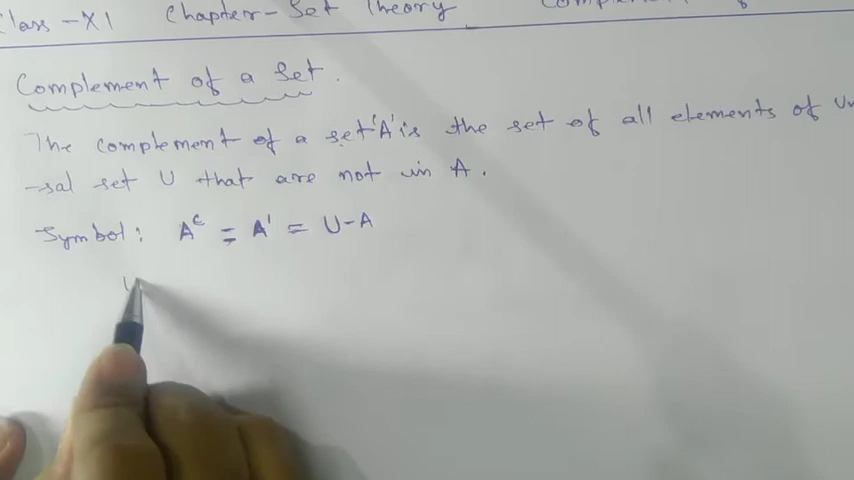 Class -XI Chapter- Set Theory
Complement of a Set.
The complement of a set 'A' is the set of all elements of
-sal set U that are not in A.
Symbol: Aᶜ = A' = U-A